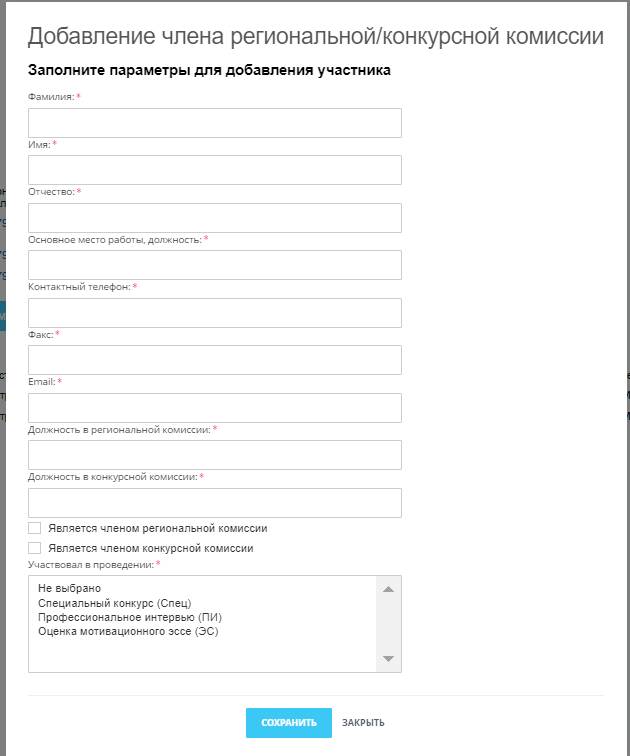 Добавление члена региональной/конкурсной комиссии
Заполните параметры для добавления участника
Фамилия: *
Имя: *
Отчество: *
Основное место работы, должность: *
Контактный телефон: *
Факс: *
Email: *
Должность в региональной комиссии: *
Должность в конкурсной комиссии: *
Является членом региональной комиссии
Является членом конкурсной комиссии
Участвовал в проведении: *
Не выбрано
Специальный конкурс (Спец)
Профессиональное интервью (ПИ)
Оценка мотивационного эссе (ЭС)
СОХРАНИТЬ ЗАКРЫТЬ